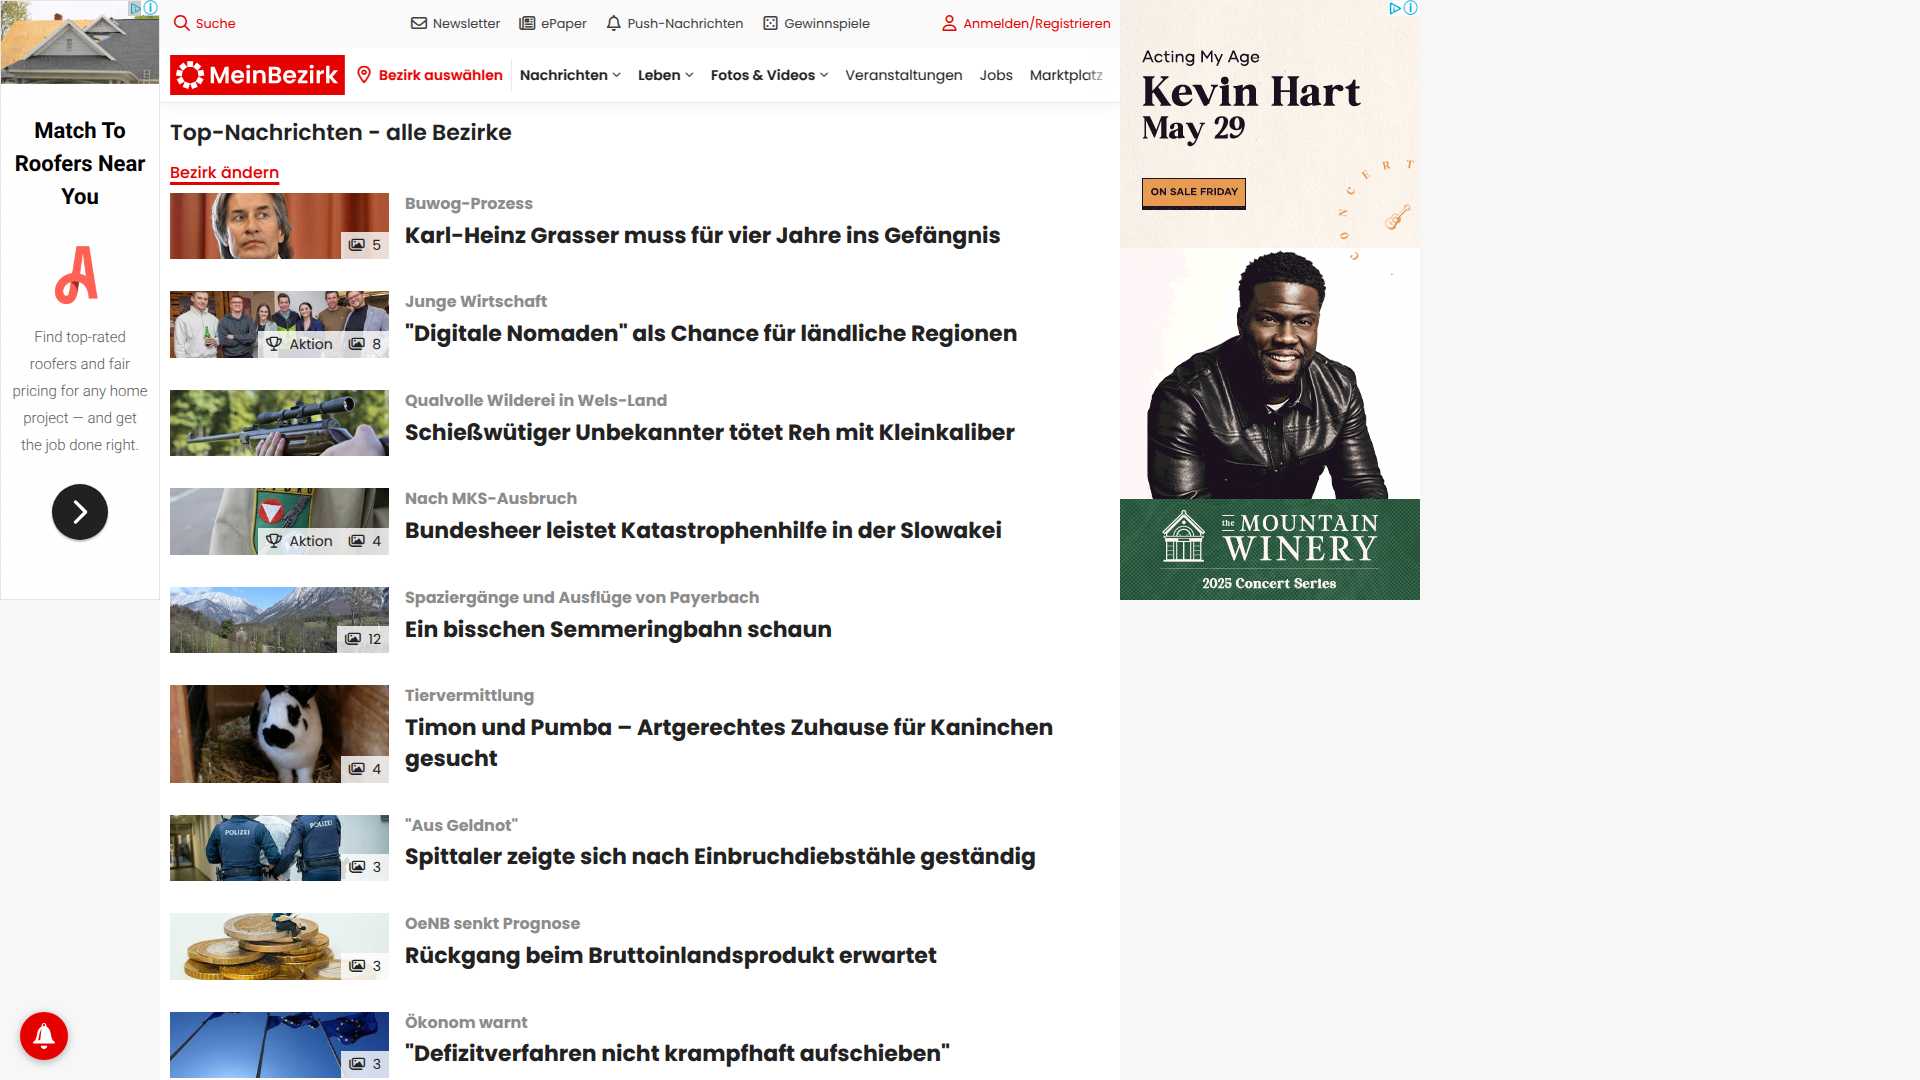 Suche
Newsletter
ePaper
Push-Nachrichten
Gewinnspiele
Anmelden/Registrieren
MeinBezirk
Bezirk auswählen
Nachrichten
Leben
Fotos & Videos
Veranstaltungen
Jobs
Marktplatz
Top-Nachrichten - alle Bezirke
Bezirk ändern
5
Buwog-Prozess
Karl-Heinz Grasser muss für vier Jahre ins Gefängnis
Aktion 8
Junge Wirtschaft
"Digitale Nomaden" als Chance für ländliche Regionen
Qualvolle Wilderei in Wels-Land
Schießwütiger Unbekannter tötet Reh mit Kleinkaliber
Aktion 4
Nach MKS-Ausbruch
Bundesheer leistet Katastrophenhilfe in der Slowakei
12
Spaziergänge und Ausflüge von Payerbach
Ein bisschen Semmeringbahn schaun
4
Tiervermittlung
Timon und Pumba – Artgerechtes Zuhause für Kaninchen
gesucht
POLIZEI
POLIZEI
3
"Aus Geldnot"
Spittaler zeigte sich nach Einbruchdiebstähle geständig
3
OeNB senkt Prognose
Rückgang beim Bruttoinlandsprodukt erwartet
3
Ökonom warnt
"Defizitverfahren nicht krampfhaft aufschieben"
Match To
Roofers Near
You
Find top-rated
roofers and fair
pricing for any home
project — and get
the job done right.
Acting My Age
Kevin Hart
May 29
ON SALE FRIDAY
CONCERT
the MOUNTAIN
WINERY
2025 Concert Series